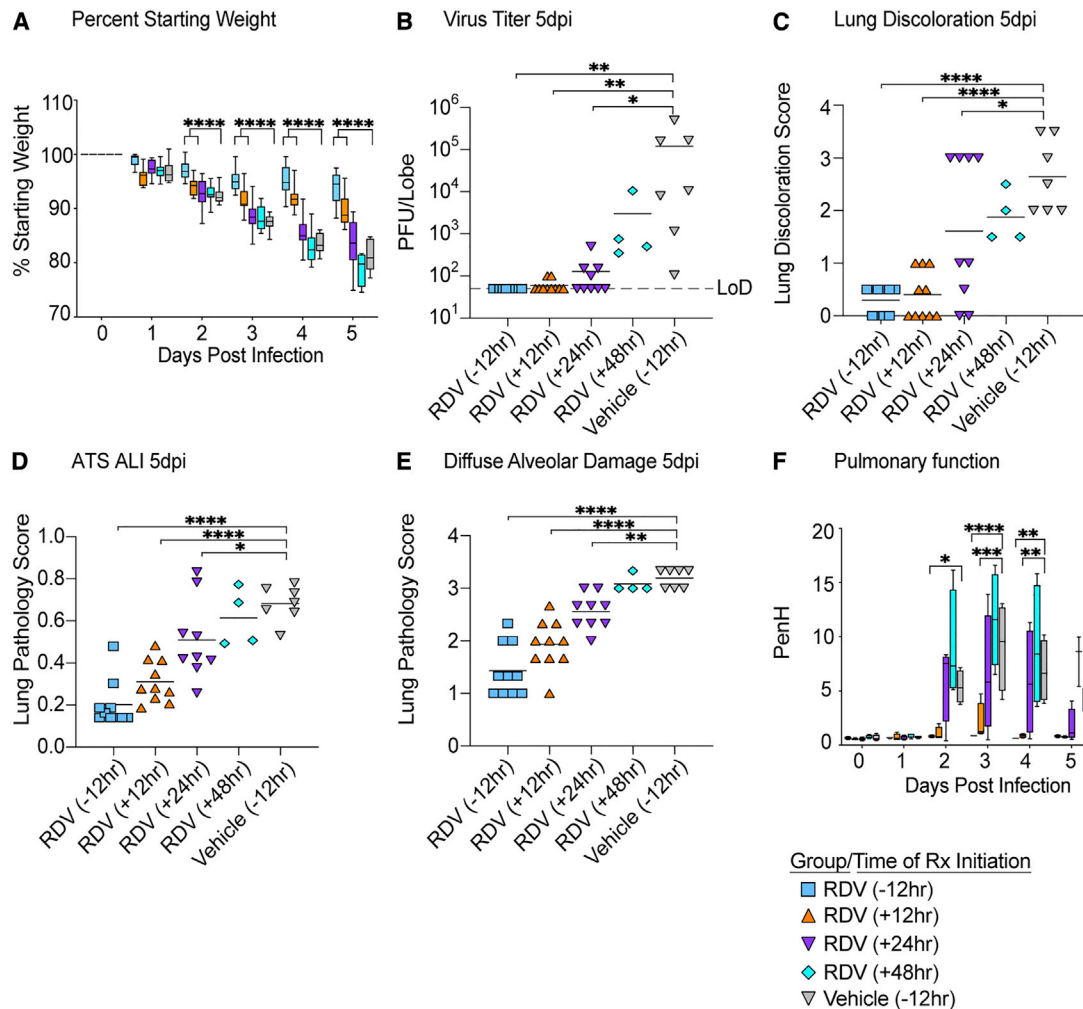 A Percent Starting Weight
110
100
90
80
70
% Starting Weight
**** **** **** ****
0 1 2 3 4 5
Days Post Infection
B Virus Titer 5dpi
**
**
*
10⁶
10⁵
10⁴
10³
10²
10¹
PFU/Lobe
LoD
RDV (-12hr)
RDV (+12hr)
RDV (+24hr)
RDV (+48hr)
Vehicle (-12hr)
C Lung Discoloration 5dpi
****
****
*
4
3
2
1
0
Lung Discoloration Score
RDV (-12hr)
RDV (+12hr)
RDV (+24hr)
RDV (+48hr)
Vehicle (-12hr)
D ATS ALI 5dpi
****
****
*
1.0
0.8
0.6
0.4
0.2
0.0
Lung Pathology Score
RDV (-12hr)
RDV (+12hr)
RDV (+24hr)
RDV (+48hr)
Vehicle (-12hr)
E Diffuse Alveolar Damage 5dpi
****
****
**
4
3
2
1
0
Lung Pathology Score
RDV (-12hr)
RDV (+12hr)
RDV (+24hr)
RDV (+48hr)
Vehicle (-12hr)
F Pulmonary function
20
15
10
5
0
PenH
* **** *** ** **
0 1 2 3 4 5
Days Post Infection
Group/Time of Rx Initiation
RDV (-12hr)
RDV (+12hr)
RDV (+24hr)
RDV (+48hr)
Vehicle (-12hr)